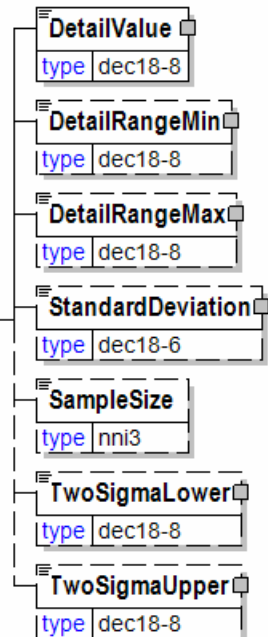 DetailValue
type dec18-8
DetailRangeMin
type dec18-8
DetailRangeMax
type dec18-8
StandardDeviation
type dec18-6
SampleSize
type nni3
TwoSigmaLower
type dec18-8
TwoSigmaUpper
type dec18-8